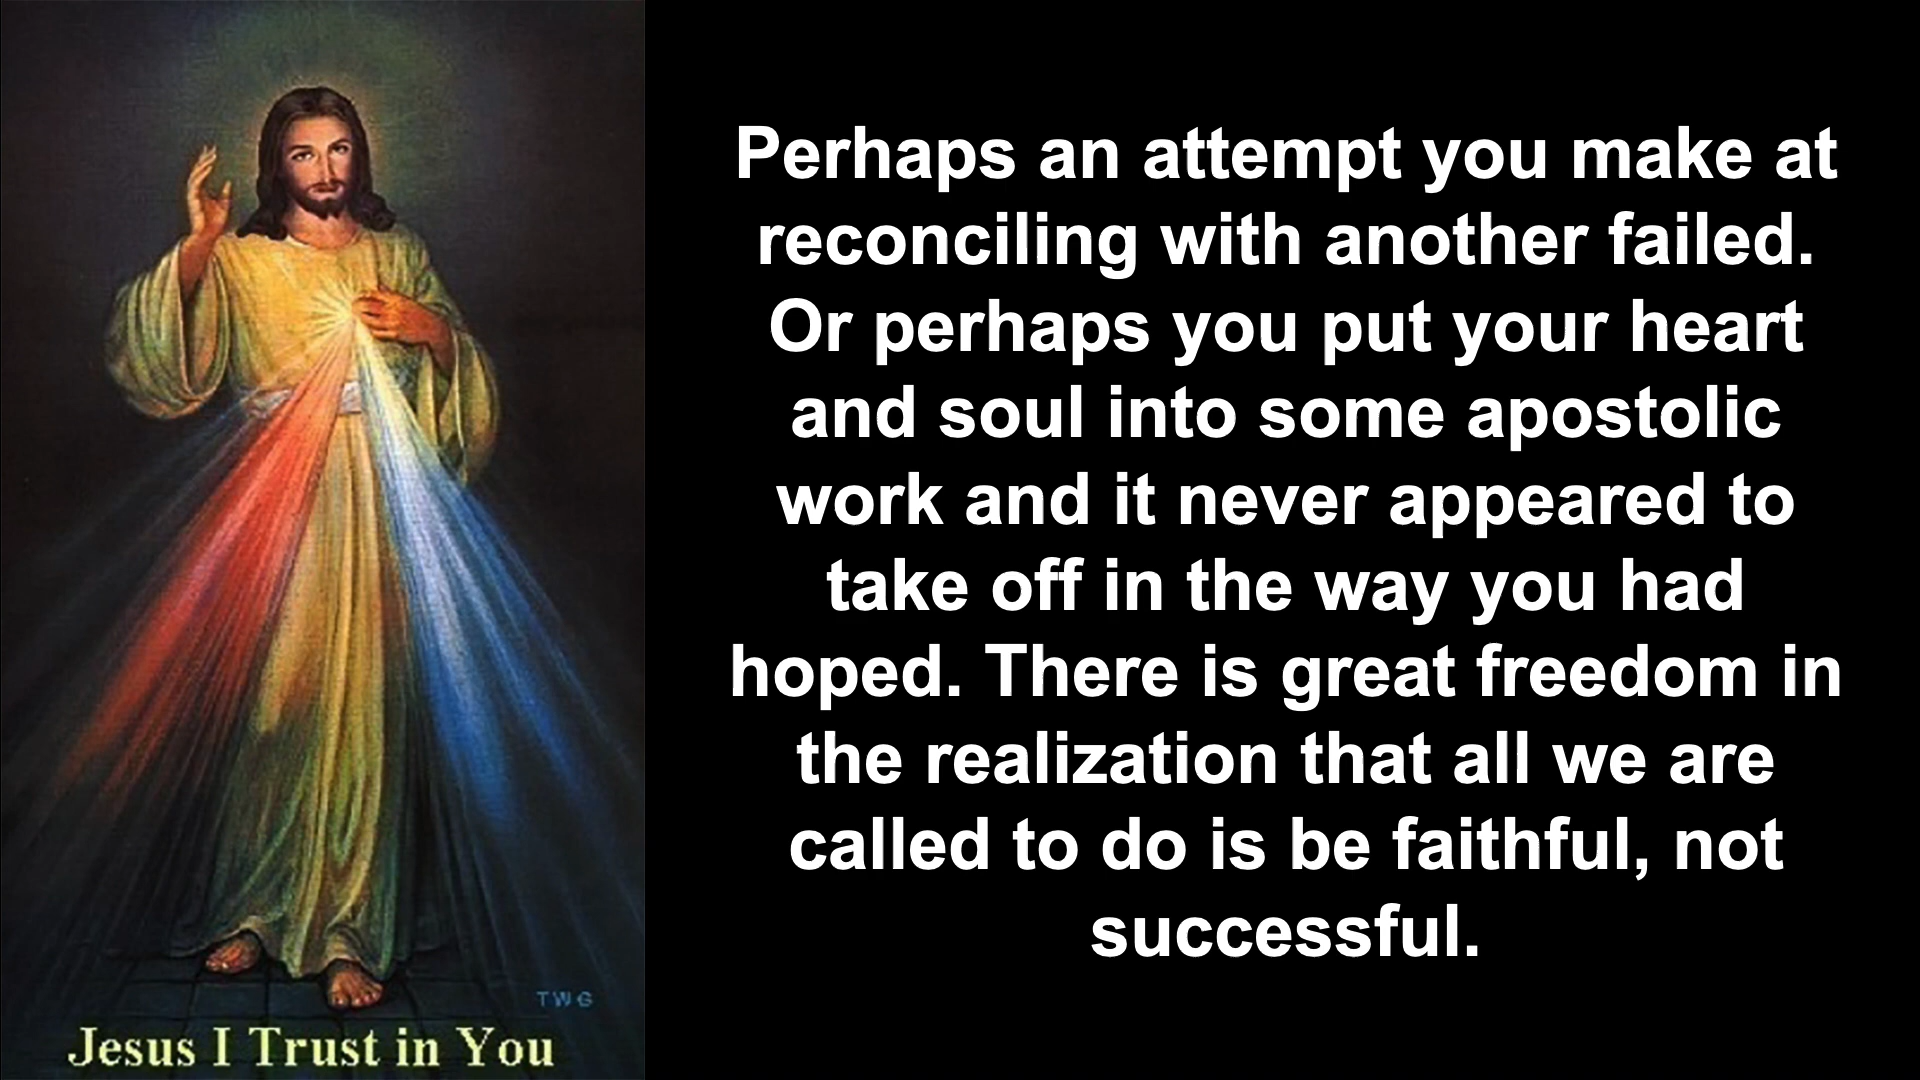 Perhaps an attempt you make at
reconciling with another failed.
Or perhaps you put your heart
and soul into some apostolic
work and it never appeared to
take off in the way you had
hoped. There is great freedom in
the realization that all we are
called to do is be faithful, not
successful.
TWG
Jesus I Trust in You